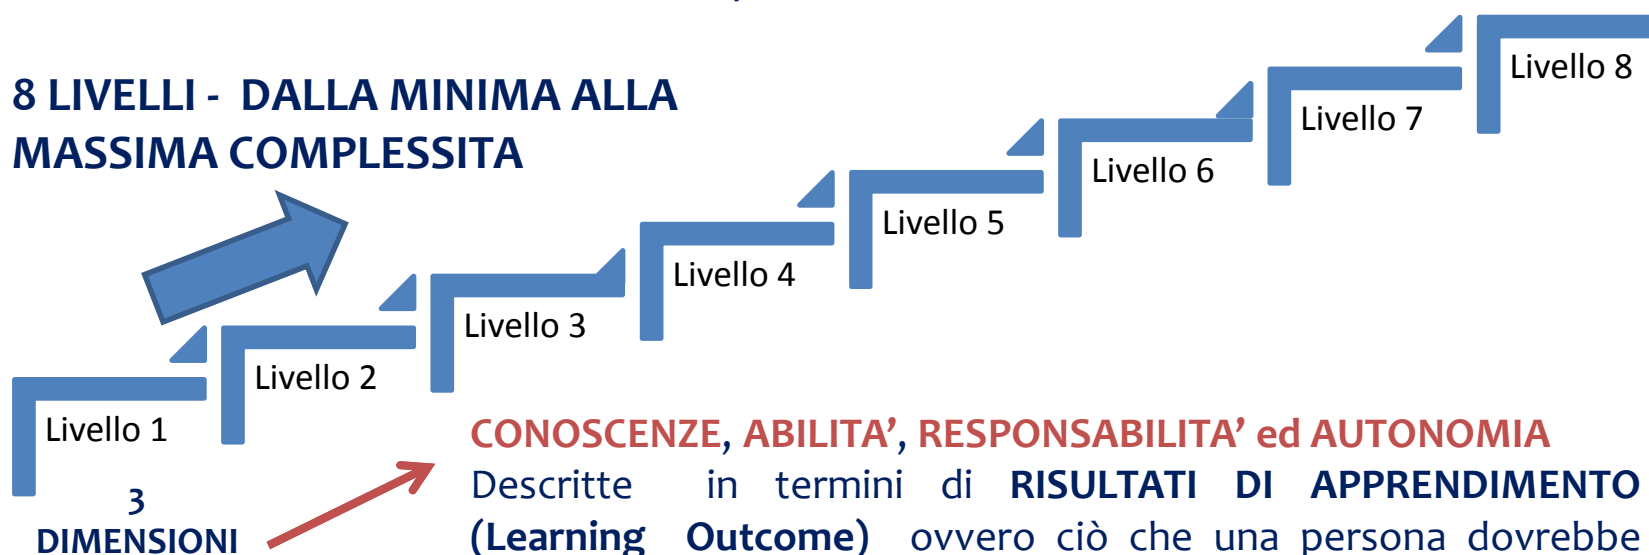 8 LIVELLI - DALLA MINIMA ALLA
MASSIMA COMPLESSITA
Livello 8
Livello 7
Livello 6
Livello 5
Livello 4
Livello 3
Livello 2
Livello 1
3
DIMENSIONI
CONOSCENZE, ABILITA’, RESPONSABILITA’ ed AUTONOMIA
Descritte in termini di RISULTATI DI APPRENDIMENTO
(Learning Outcome) ovvero ciò che una persona dovrebbe